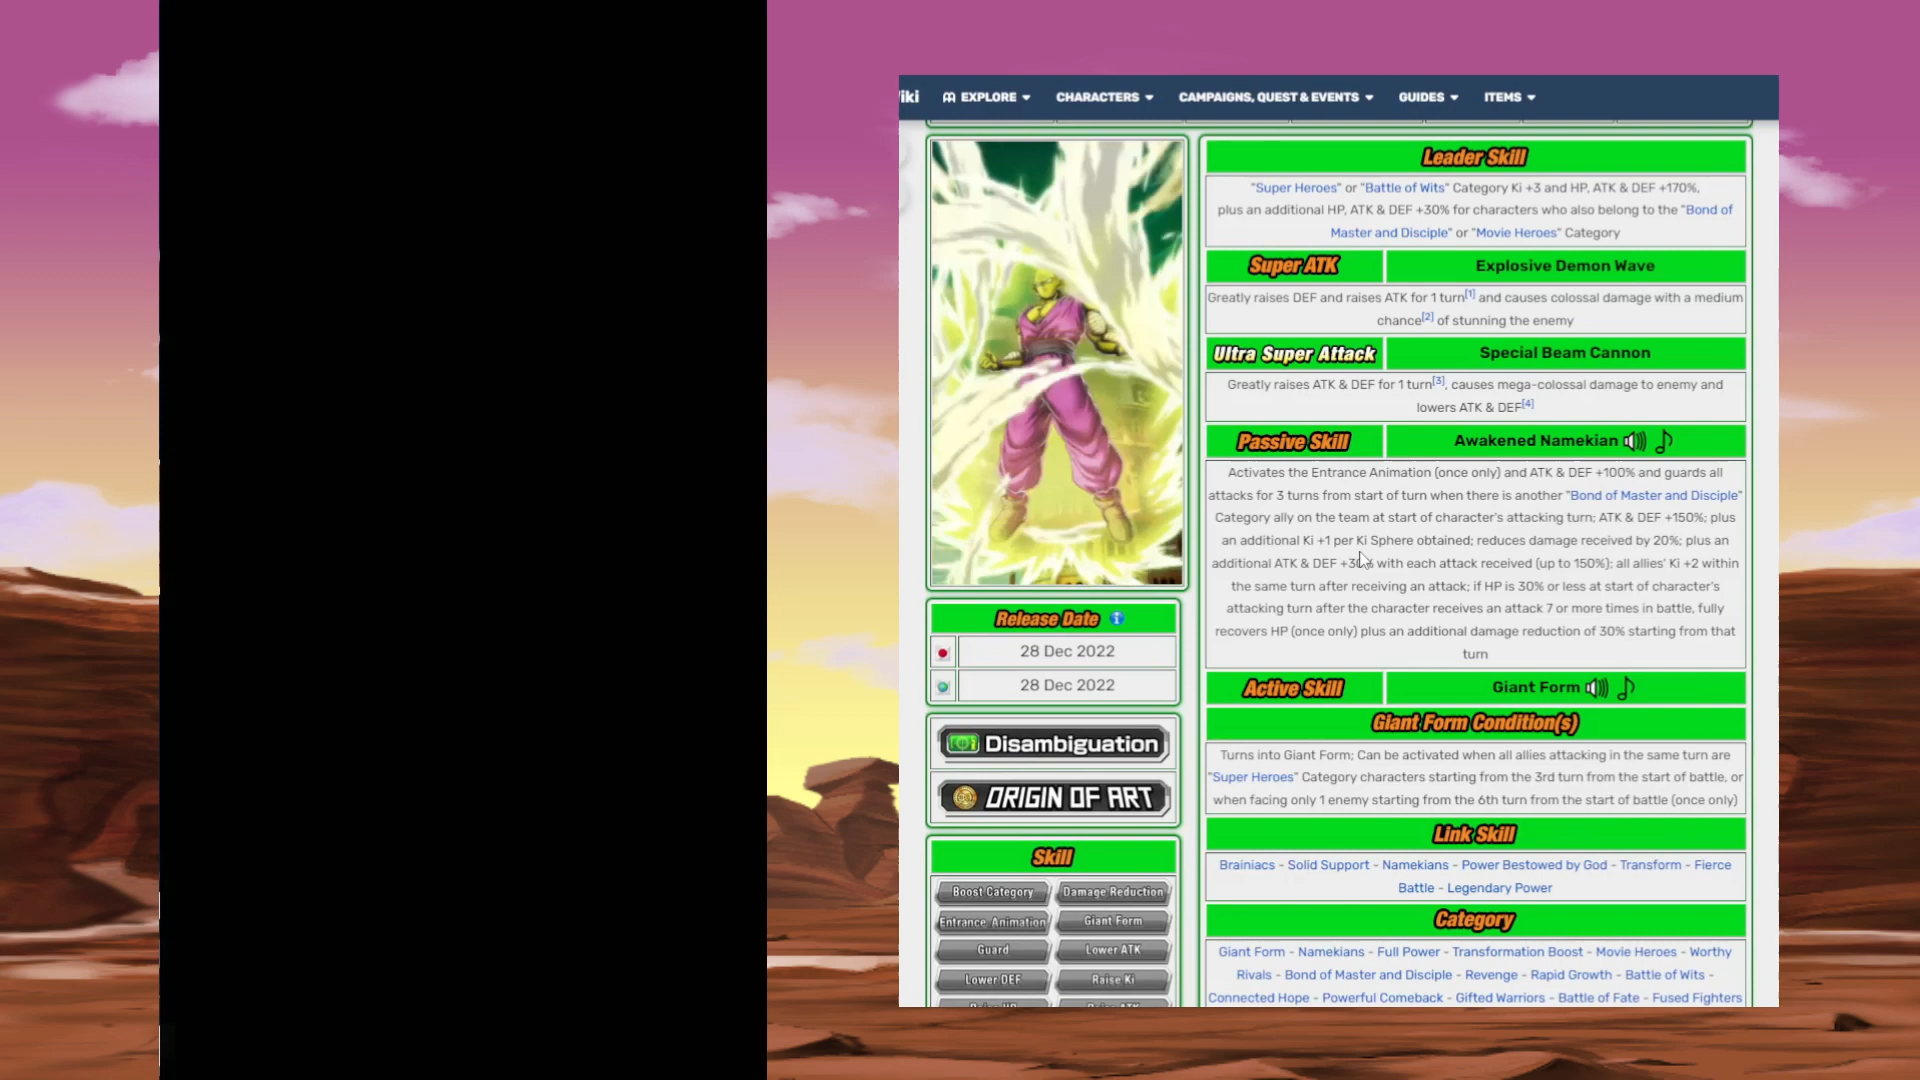 iki
EXPLORE
CHARACTERS
CAMPAIGNS, QUEST & EVENTS
GUIDES
ITEMS
Leader Skill
"Super Heroes" or "Battle of Wits" Category Ki +3 and HP, ATK & DEF +170%,
plus an additional HP, ATK & DEF +30% for characters who also belong to the "Bond of
Master and Disciple" or "Movie Heroes" Category
Super ATK
Explosive Demon Wave
Greatly raises DEF and raises ATK for 1 turn[1] and causes colossal damage with a medium
chance[2] of stunning the enemy
Ultra Super Attack
Special Beam Cannon
Greatly raises ATK & DEF for 1 turn[3], causes mega-colossal damage to enemy and
lowers ATK & DEF[4]
Passive Skill
Awakened Namekian
Activates the Entrance Animation (once only) and ATK & DEF +100% and guards all
attacks for 3 turns from start of turn when there is another "Bond of Master and Disciple"
Category ally on the team at start of character's attacking turn; ATK & DEF +150%; plus
an additional Ki +1 per Ki Sphere obtained; reduces damage received by 20%; plus an
additional ATK & DEF +30% with each attack received (up to 150%); all allies' Ki +2 within
the same turn after receiving an attack; if HP is 30% or less at start of character's
attacking turn after the character receives an attack 7 or more times in battle, fully
recovers HP (once only) plus an additional damage reduction of 30% starting from that
turn
Active Skill
Giant Form
Giant Form Condition(s)
Turns into Giant Form; Can be activated when all allies attacking in the same turn are
"Super Heroes" Category characters starting from the 3rd turn from the start of battle, or
when facing only 1 enemy starting from the 6th turn from the start of battle (once only)
Link Skill
Brainiacs - Solid Support - Namekians - Power Bestowed by God - Transform - Fierce
Battle - Legendary Power
Category
Giant Form - Namekians - Full Power - Transformation Boost - Movie Heroes - Worthy
Rivals - Bond of Master and Disciple - Revenge - Rapid Growth - Battle of Wits -
Connected Hope - Powerful Comeback - Gifted Warriors - Battle of Fate - Fused Fighters
Release Date
28 Dec 2022
28 Dec 2022
Disambiguation
ORIGIN OF ART
Skill
Boost Category
Damage Reduction
Entrance Animation
Giant Form
Guard
Lower ATK
Lower DEF
Raise Ki